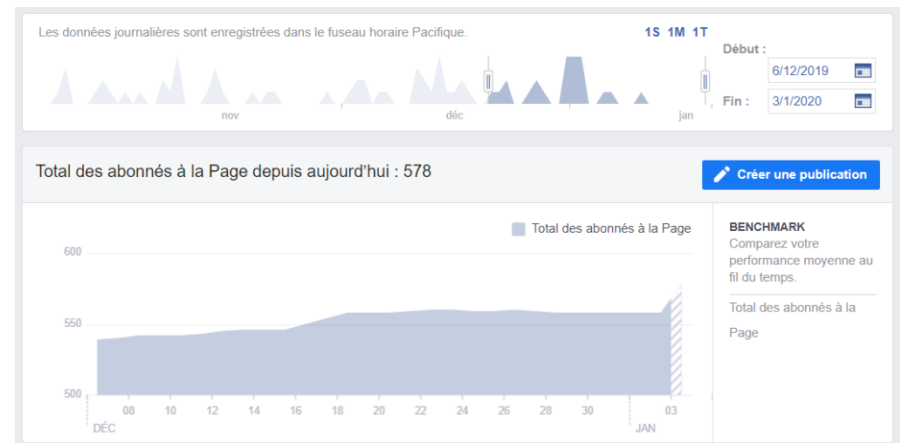 Les données journalières sont enregistrées dans le fuseau horaire Pacifique.
1S 1M 1T
Début :
6/12/2019
Fin :
3/1/2020
nov
déc
jan
Total des abonnés à la Page depuis aujourd'hui : 578
Créer une publication
Total des abonnés à la Page
BENCHMARK
Comparez votre
performance moyenne au
fil du temps.
Total des abonnés à la
Page
600
550
500
08 10 12 14 16 18 20 22 24 26 28 30 03
DÉC
JAN